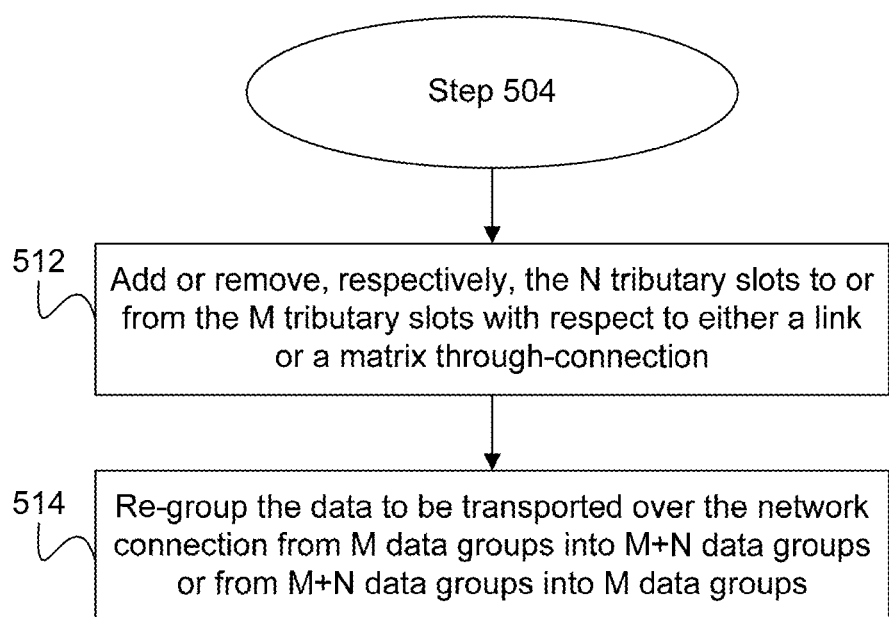 Step 504
512
Add or remove, respectively, the N tributary slots to or
from the M tributary slots with respect to either a link
or a matrix through-connection
514
Re-group the data to be transported over the network
connection from M data groups into M+N data groups
or from M+N data groups into M data groups